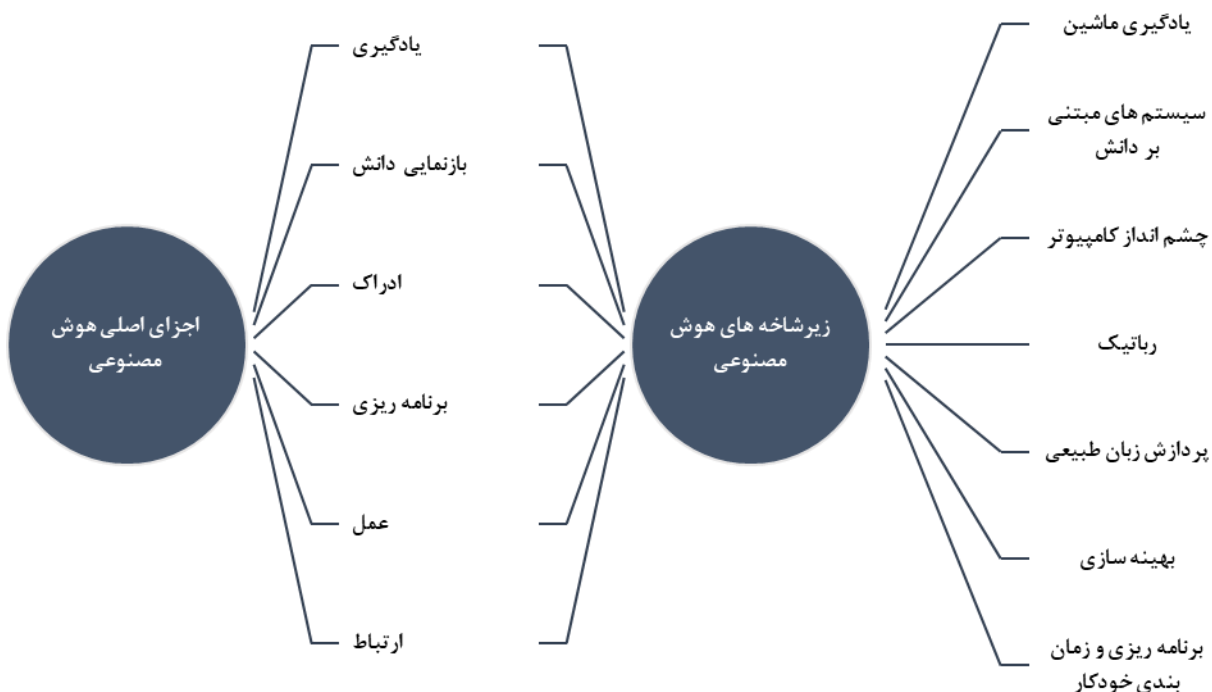 یادگیری ماشین
سیستم های مبتنی
بر دانش
چشم انداز کامپیوتر
رباتیک
پردازش زبان طبیعی
بهینه سازی
برنامه ریزی و زمان
بندی خودکار
زیرشاخه های هوش
مصنوعی
یادگیری
بازنمایی دانش
ادراک
برنامه ریزی
عمل
ارتباط
اجزای اصلی هوش
مصنوعی